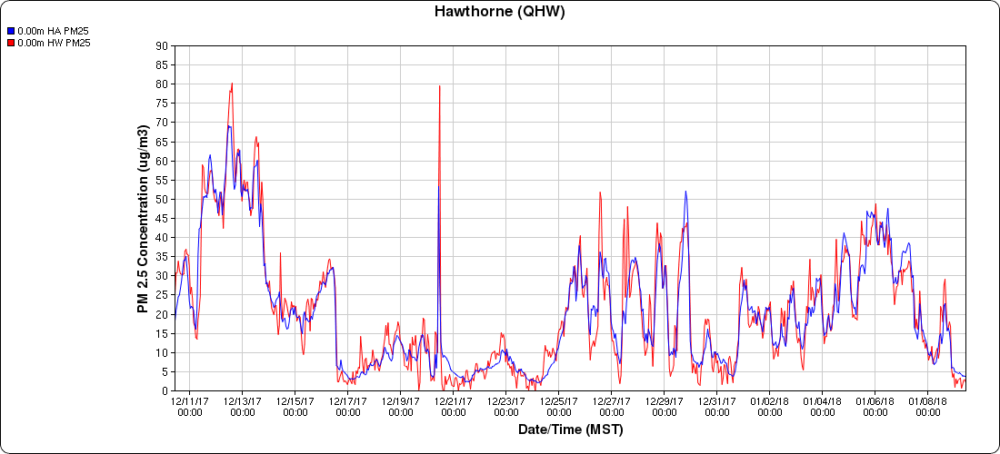 Hawthorne (QHW)
0.00m HA PM25
0.00m HW PM25
PM 2.5 Concentration (ug/m3)
90
85
80
75
70
65
60
55
50
45
40
35
30
25
20
15
10
5
0
12/11/17 12/13/17 12/15/17 12/17/17 12/19/17 12/21/17 12/23/17 12/25/17 12/27/17 12/29/17 12/31/17 01/02/18 01/04/18 01/06/18 01/08/18
00:00 00:00 00:00 00:00 00:00 00:00 00:00 00:00 00:00 00:00 00:00 00:00 00:00 00:00 00:00
Date/Time (MST)